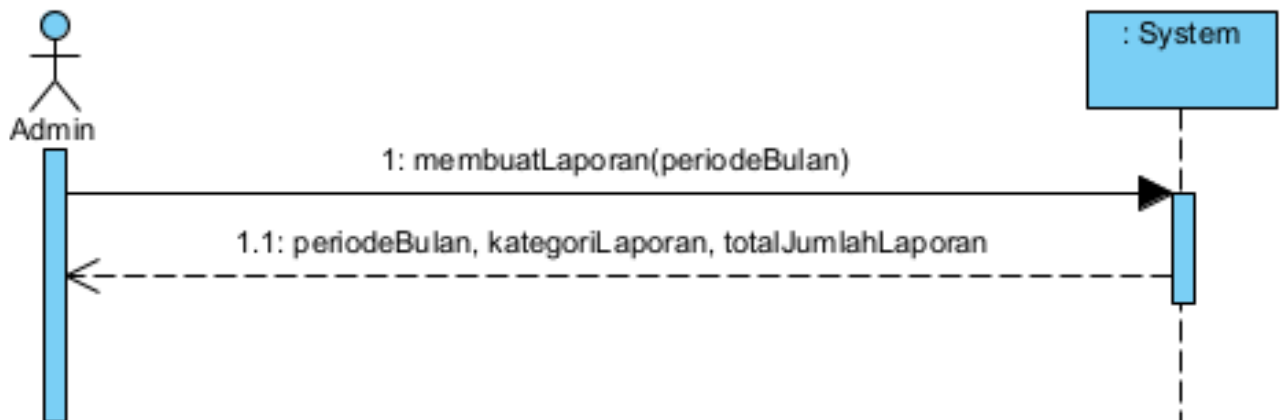 : System
Admin
1: membuatLaporan(periodeBulan)
1.1: periodeBulan, kategoriLaporan, totalJumlahLaporan